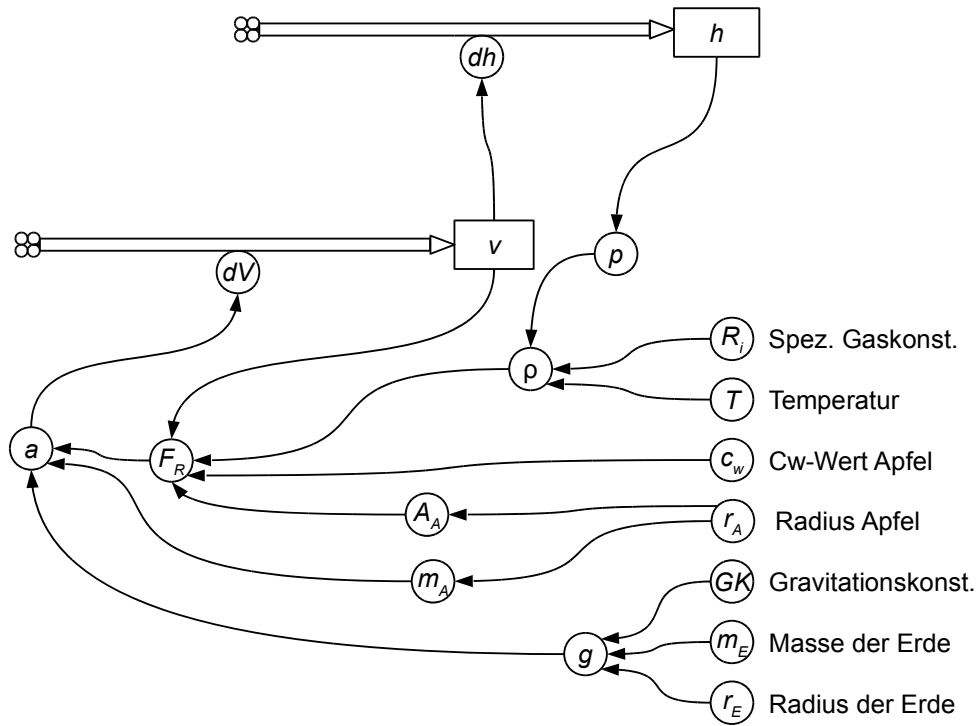 h
dh
v
p
dV
R_i Spez. Gaskonst.
ρ
T Temperatur
a
F_R
c_w Cw-Wert Apfel
A_A
r_A Radius Apfel
m_A
GK Gravitationskonst.
g
m_E Masse der Erde
r_E Radius der Erde